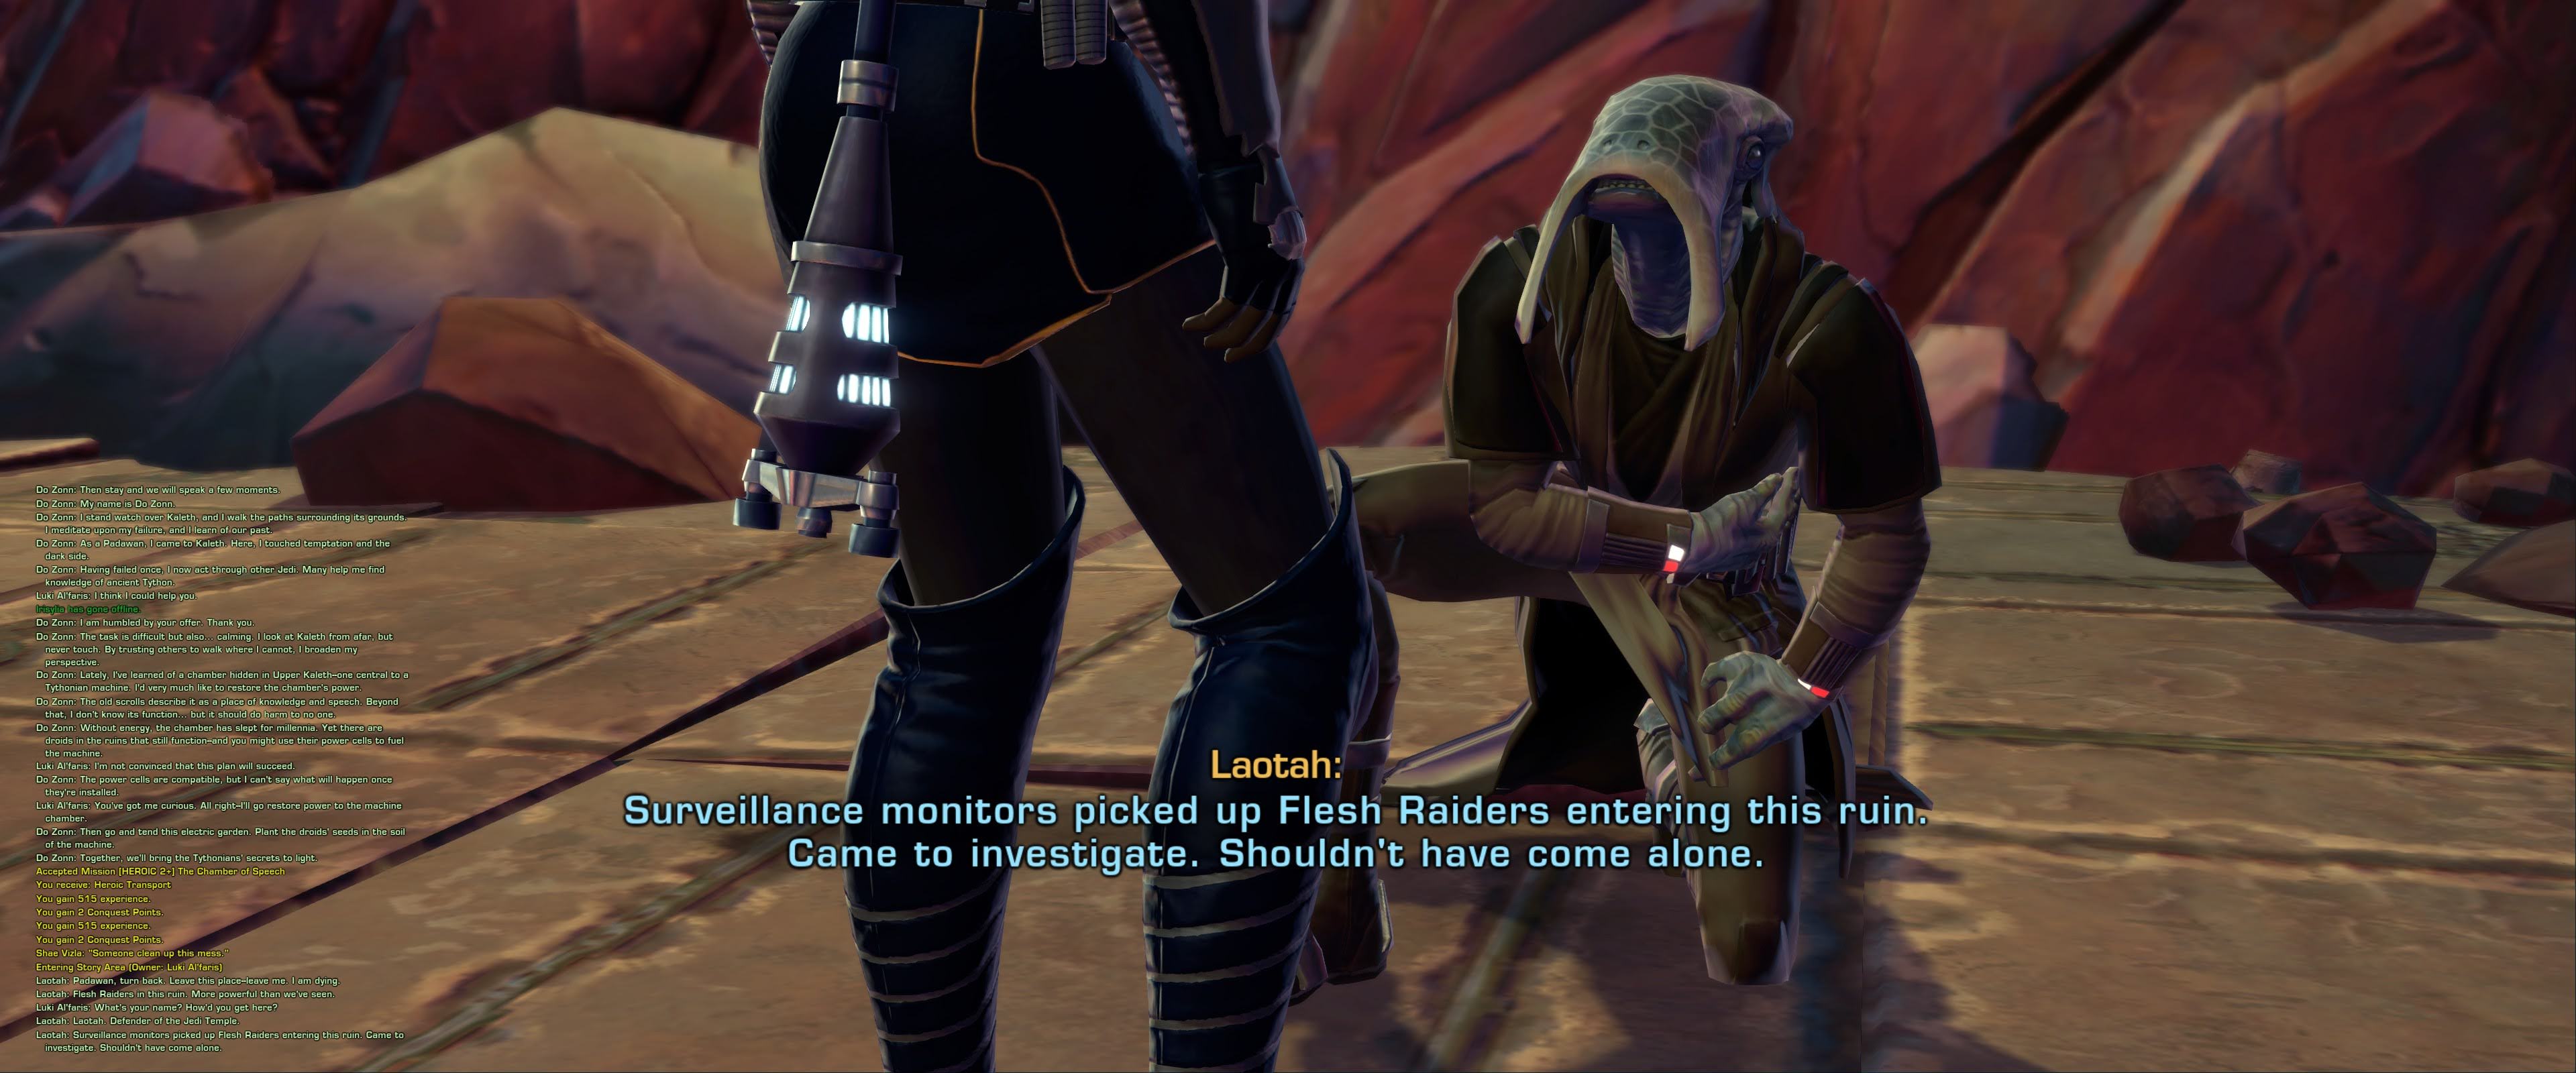 Do Zonn: Then stay and we will speak a few moments.
Do Zonn: My name is Do Zonn.
Do Zonn: I stand watch over Kaleth, and I walk the paths surrounding its grounds.
I meditate upon my failure, and I learn of our past.
Do Zonn: As a Padawan, I came to Kaleth. Here, I touched temptation and the
dark side.
Do Zonn: Having failed once, I now act through other Jedi. Many help me find
knowledge of ancient Tython.
Luki Al'faris: I think I could help you.
Irisylia has gone offline.
Do Zonn: I am humbled by your offer. Thank you.
Do Zonn: The task is difficult but also... calming. I look at Kaleth from afar, but
never touch. By trusting others to walk where I cannot, I broaden my
perspective.
Do Zonn: Lately, I've learned of a chamber hidden in Upper Kaleth–one central to a
Tythonian machine. I'd very much like to restore the chamber's power.
Do Zonn: The old scrolls describe it as a place of knowledge and speech. Beyond
that, I don't know its function... but it should do harm to no one.
Do Zonn: Without energy, the chamber has slept for millennia. Yet there are
droids in the ruins that still function–and you might use their power cells to fuel
the machine.
Luki Al'faris: I'm not convinced that this plan will succeed.
Do Zonn: The power cells are compatible, but I can't say what will happen once
they're installed.
Luki Al'faris: You've got me curious. All right–I'll go restore power to the machine
chamber.
Do Zonn: Then go and tend this electric garden. Plant the droids' seeds in the soil
of the machine.
Do Zonn: Together, we'll bring the Tythonians' secrets to light.
Accepted Mission [HEROIC 2+] The Chamber of Speech
You receive: Heroic Transport
You gain 515 experience.
You gain 2 Conquest Points.
You gain 515 experience.
You gain 2 Conquest Points.
Shae Vizla: "Someone clean up this mess."
Entering Story Area (Owner: Luki Al'faris)
Laotah: Padawan, turn back. Leave this place–leave me. I am dying.
Laotah: Flesh Raiders in this ruin. More powerful than we've seen.
Luki Al'faris: What's your name? How'd you get here?
Laotah: Laotah. Defender of the Jedi Temple.
Laotah: Surveillance monitors picked up Flesh Raiders entering this ruin. Came to
investigate. Shouldn't have come alone.
Laotah:
Surveillance monitors picked up Flesh Raiders entering this ruin.
Came to investigate. Shouldn't have come alone.